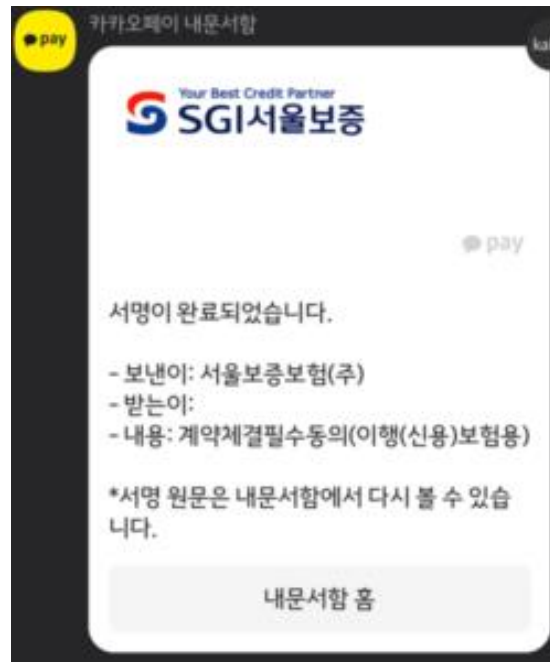 pay
카카오페이 내문서함
ka
Your Best Credit Partner
SGI서울보증
pay
서명이 완료되었습니다.
- 보낸이: 서울보증보험(주)
- 받는이:
- 내용: 계약체결필수동의(이행(신용)보험용)
*서명 원문은 내문서함에서 다시 볼 수 있습
니다.
내문서함 홈